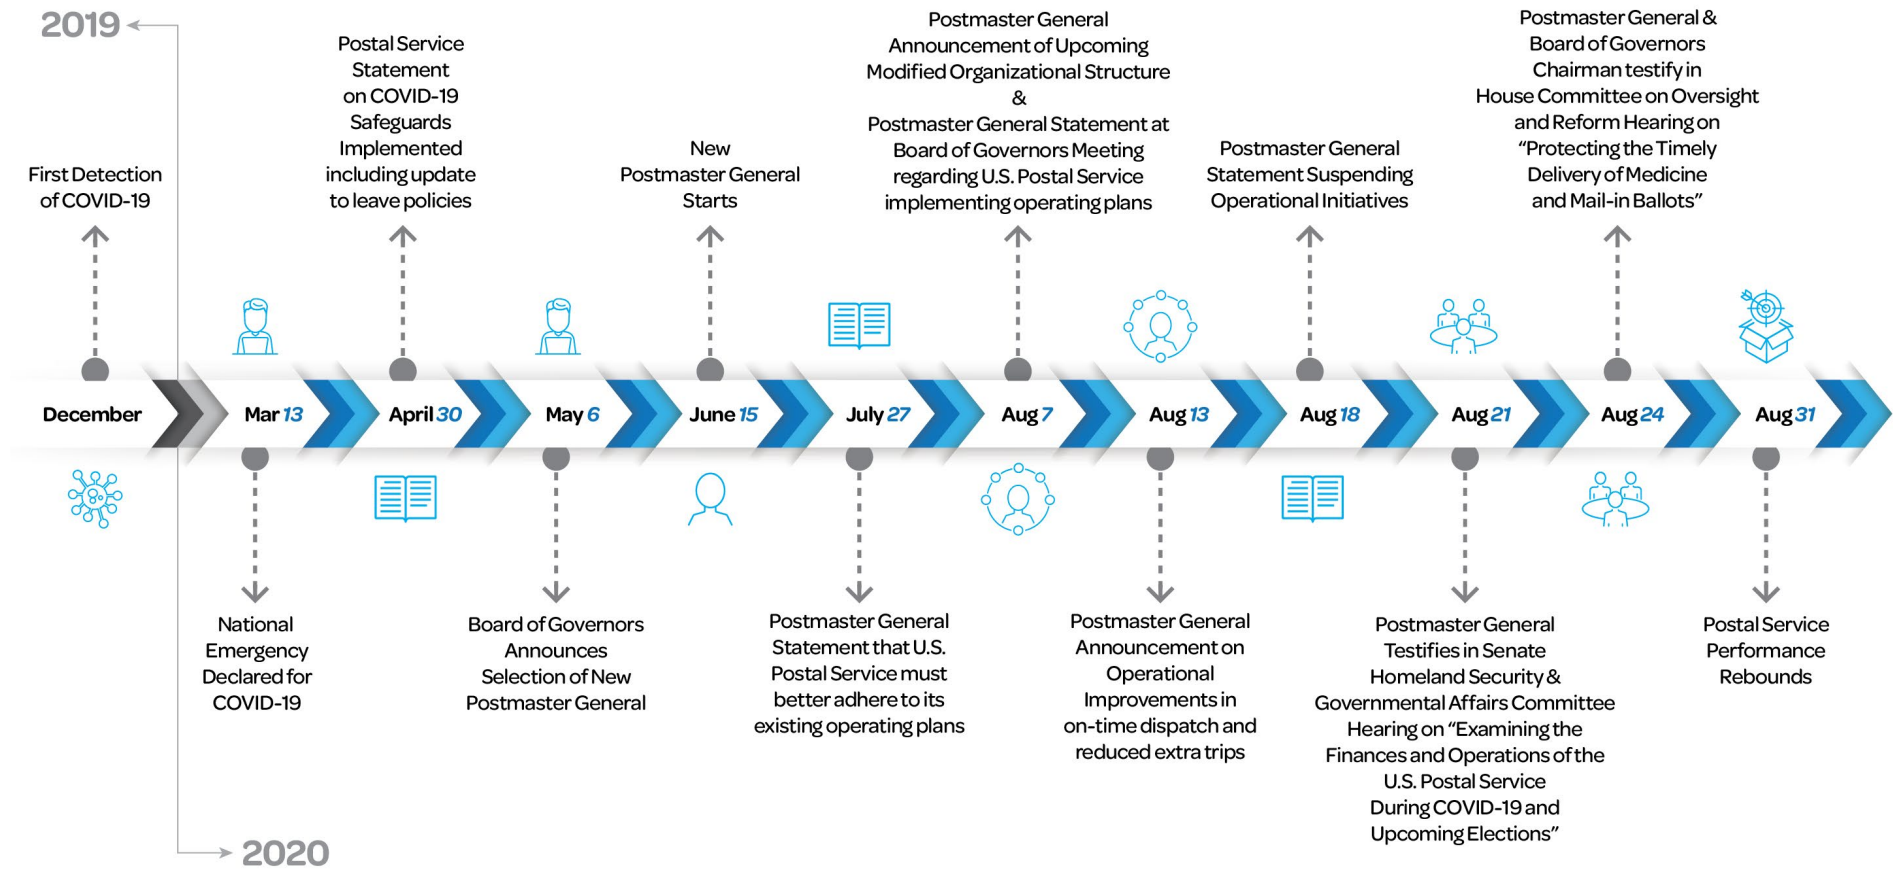 2019
First Detection
of COVID-19
Postal Service
Statement
on COVID-19
Safeguards
Implemented
including update
to leave policies
New
Postmaster General
Starts
Postmaster General
Announcement of Upcoming
Modified Organizational Structure
&
Postmaster General Statement at
Board of Governors Meeting
regarding U.S. Postal Service
implementing operating plans
Postmaster General
Statement Suspending
Operational Initiatives
Postmaster General &
Board of Governors
Chairman testify in
House Committee on Oversight
and Reform Hearing on
“Protecting the Timely
Delivery of Medicine
and Mail-in Ballots”
December
Mar 13
April 30
May 6
June 15
July 27
Aug 7
Aug 13
Aug 18
Aug 21
Aug 24
Aug 31
National
Emergency
Declared for
COVID-19
Board of Governors
Announces
Selection of New
Postmaster General
Postmaster General
Statement that U.S.
Postal Service must
better adhere to its
existing operating plans
Postmaster General
Announcement on
Operational
Improvements in
on-time dispatch and
reduced extra trips
Postmaster General
Testifies in Senate
Homeland Security &
Governmental Affairs Committee
Hearing on “Examining the
Finances and Operations of the
U.S. Postal Service
During COVID-19 and
Upcoming Elections”
Postal Service
Performance
Rebounds
2020